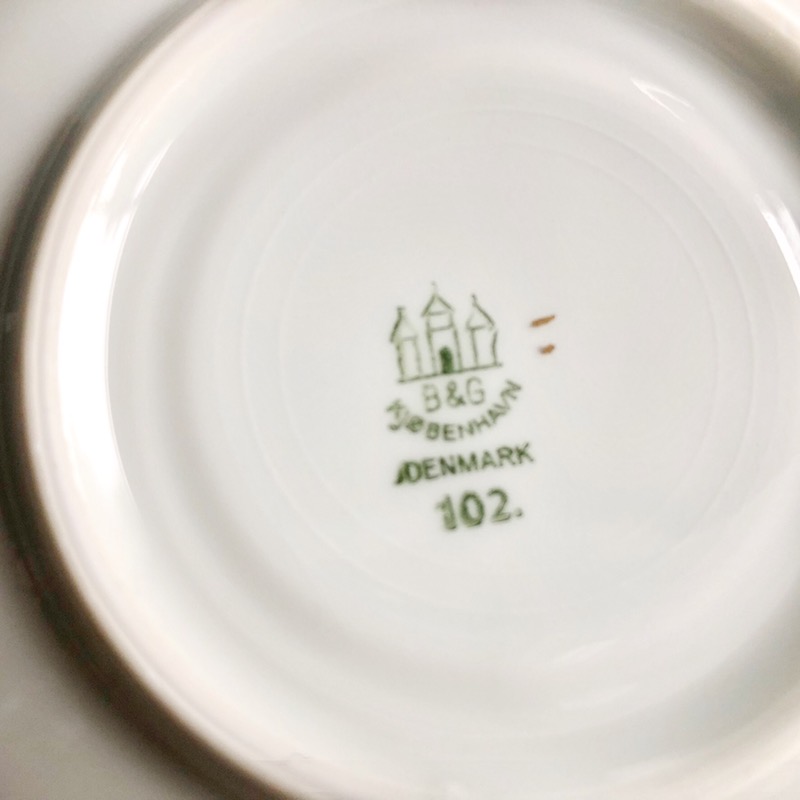 B&G
KJØBENHAVN
DENMARK
102.